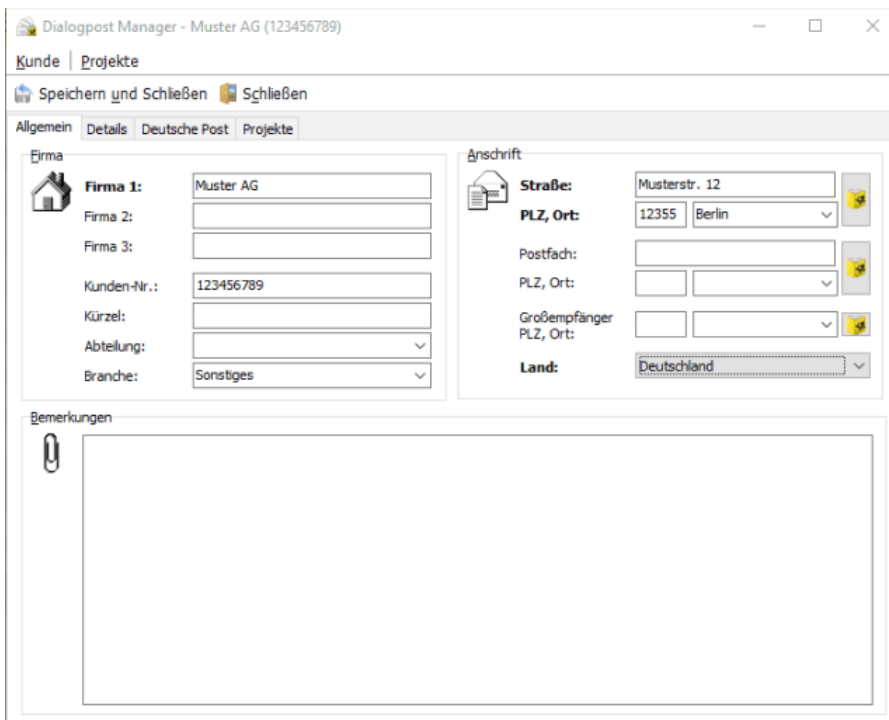 Dialogpost Manager - Muster AG (123456789)
Kunde | Projekte
Speichern und Schließen Schließen
Allgemein Details Deutsche Post Projekte
Firma
Firma 1: Muster AG
Firma 2:
Firma 3:
Kunden-Nr.: 123456789
Kürzel:
Abteilung:
Branche: Sonstiges
Anschrift
Straße: Musterstr. 12
PLZ, Ort: 12355 Berlin
Postfach:
PLZ, Ort:
Großempfänger
PLZ, Ort:
Land: Deutschland
Bemerkungen